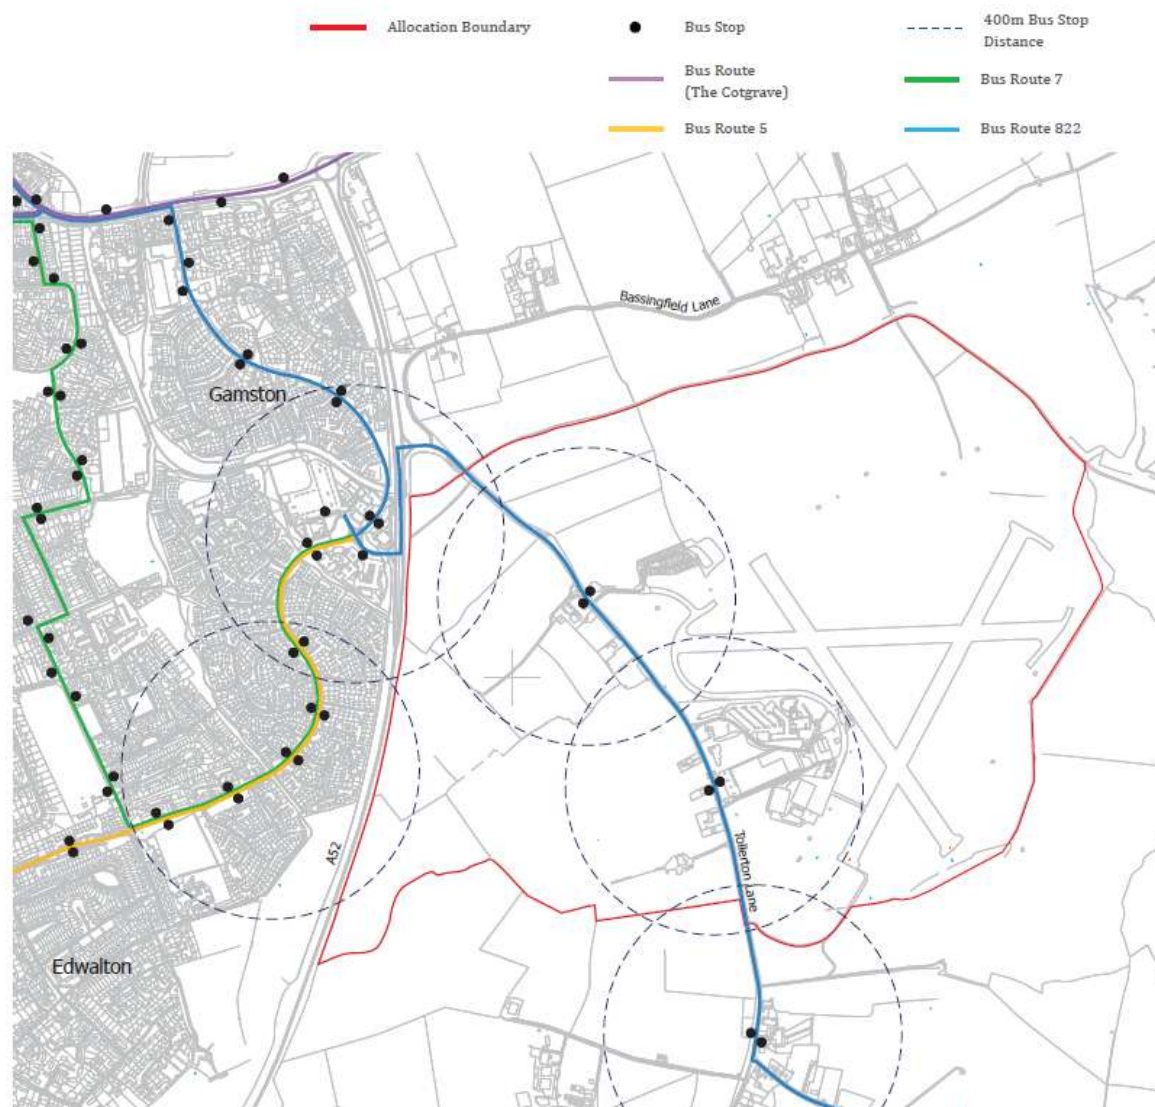 Allocation Boundary
Bus Stop
400m Bus Stop
Distance
Bus Route
(The Cotgrave)
Bus Route 7
Bus Route 5
Bus Route 822
Bassingfield Lane
Gamston
A52
Tollerton Lane
Edwalton